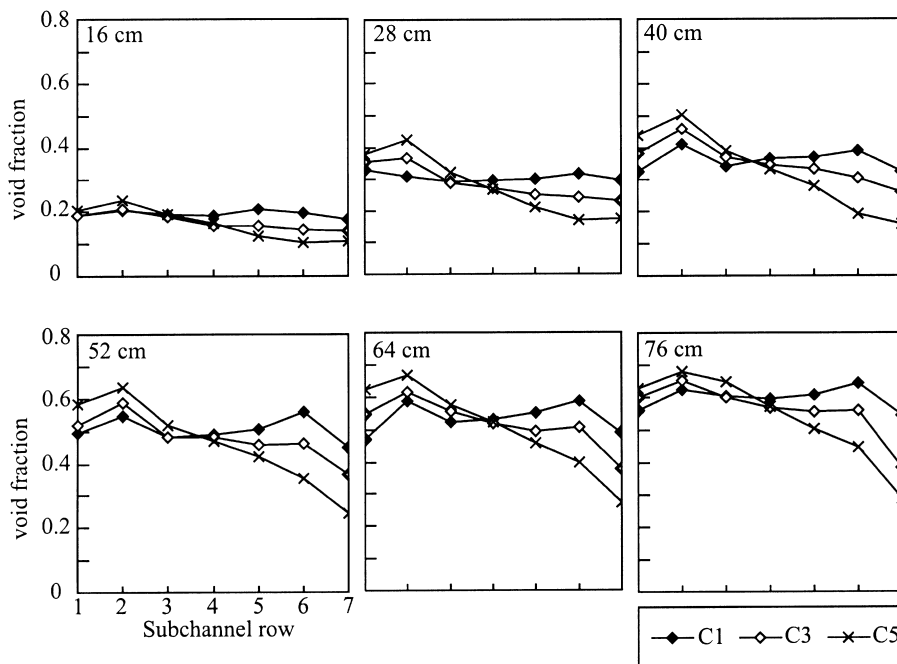 0.8
16 cm
28 cm
40 cm
0.6
void fraction
0.4
0.2
0
0.8
52 cm
64 cm
76 cm
0.6
void fraction
0.4
0.2
0
1 2 3 4 5 6 7
Subchannel row
C1 C3 C5